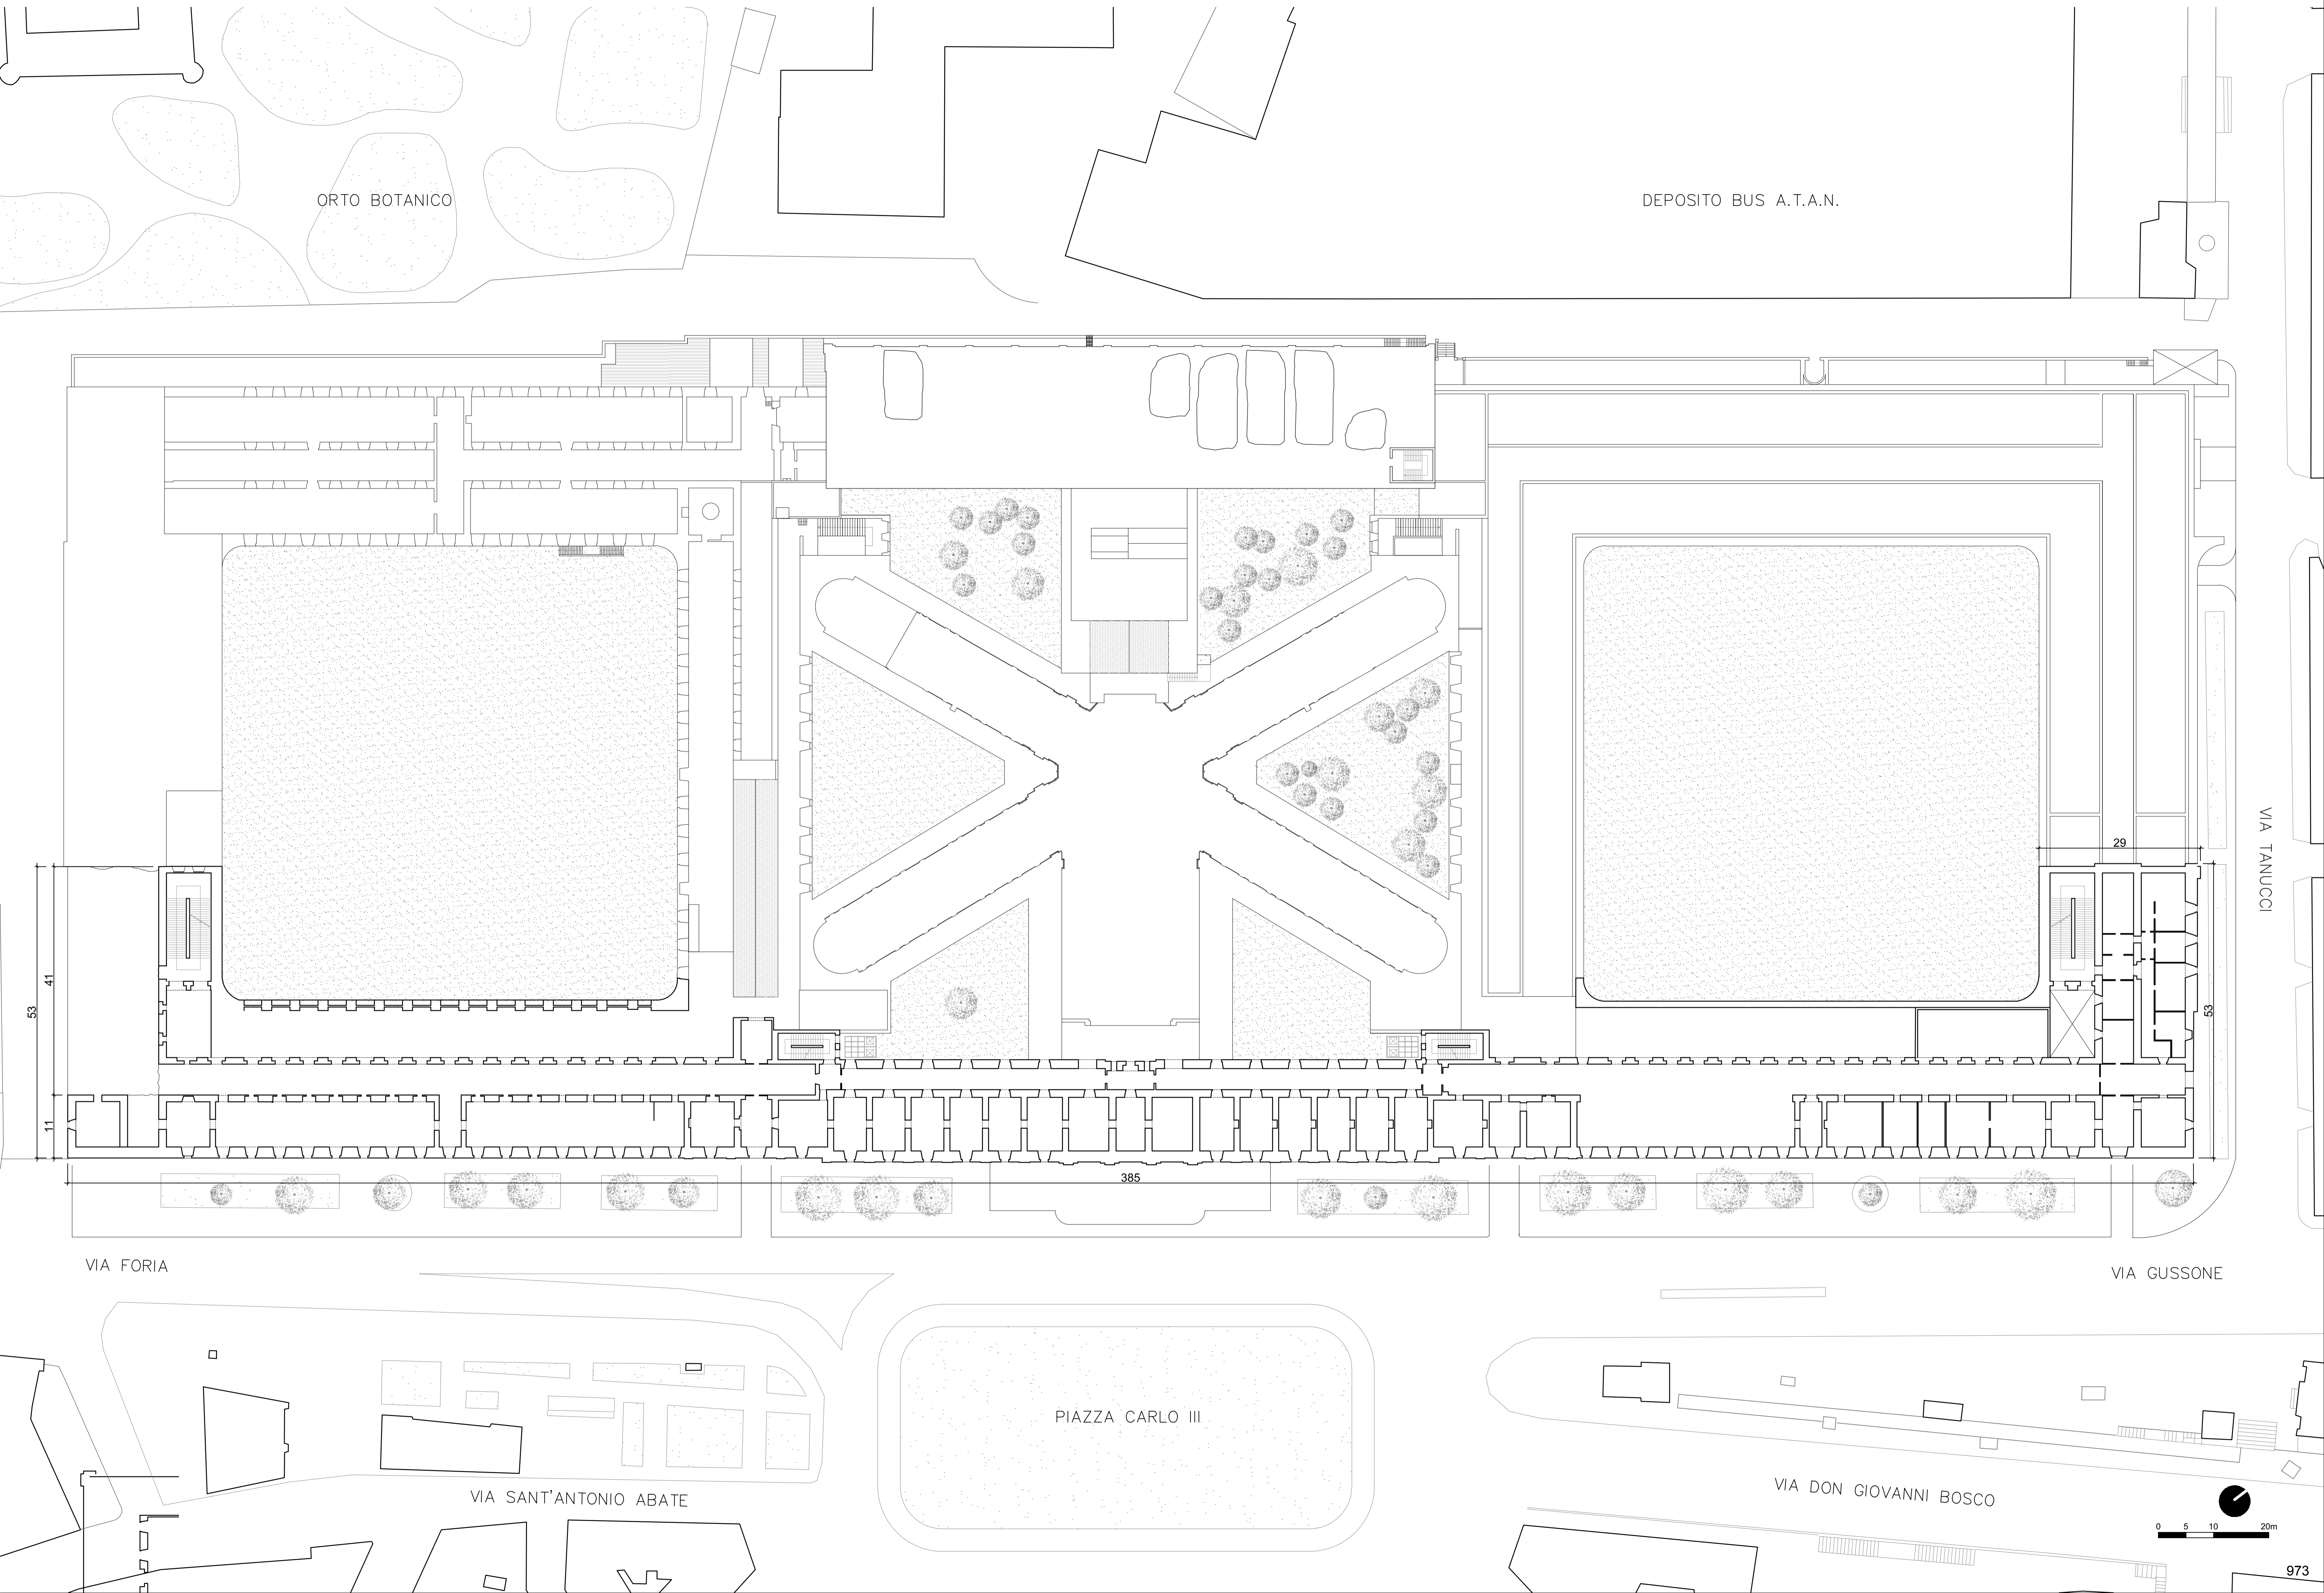 ORTO BOTANICO
DEPOSITO BUS A.T.A.N.
VIA TANUCCI
29
53
41
53
11
385
VIA FORIA
VIA GUSSONE
PIAZZA CARLO III
VIA SANT'ANTONIO ABATE
VIA DON GIOVANNI BOSCO
0 5 10 20m
973